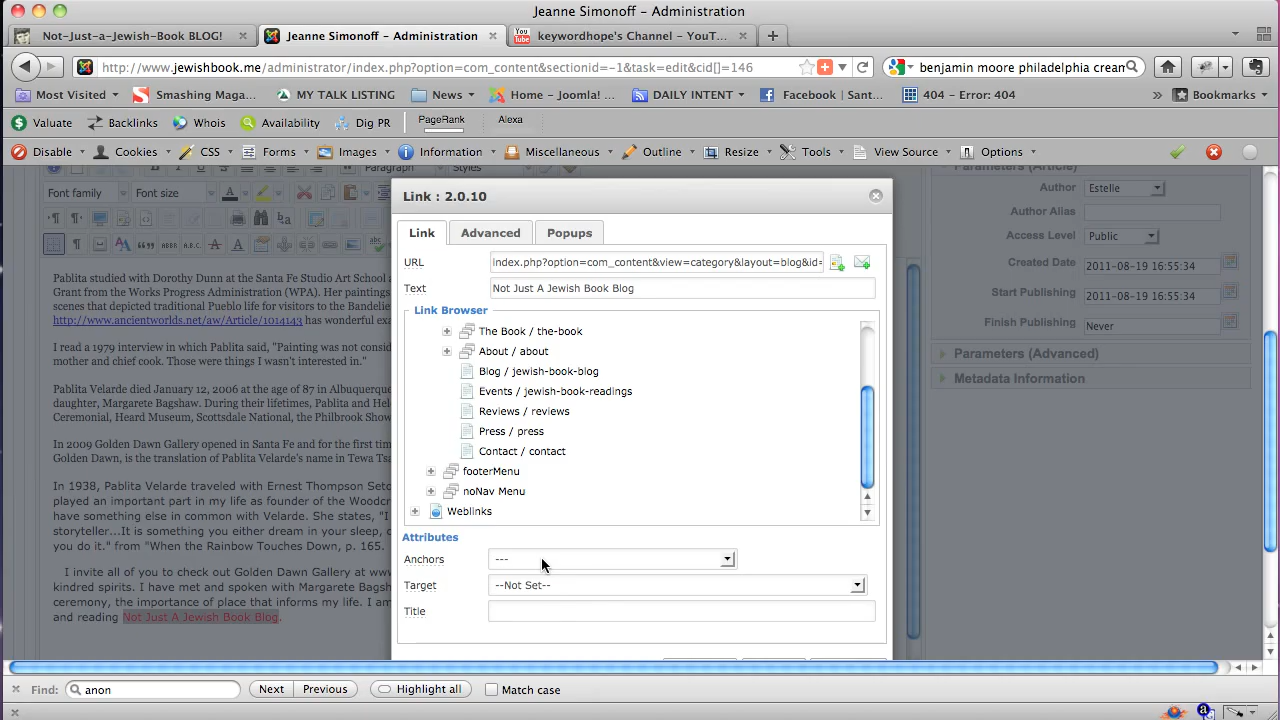 Jeanne Simonoff - Administration
Not-Just-a-Jewish-Book BLOG!
Jeanne Simonoff - Administration
keywordhope's Channel - YouT...
http://www.jewishbook.me/administrator/index.php?option=com_content&sectionid=-1&task=edit&cid[]=146
benjamin moore philadelphia cream
Most Visited
Smashing Maga...
MY TALK LISTING
News
Home - Joomla! ...
DAILY INTENT
Facebook | Sant...
404 - Error: 404
Bookmarks
Valuate
Backlinks
Whois
Availability
Dig PR
PageRank
Alexa
Disable
Cookies
CSS
Forms
Images
Information
Miscellaneous
Outline
Resize
Tools
View Source
Options
Paragraph
Styles
Font family
Font size
Pablita studied with Dorothy Dunn at the Santa Fe Studio Art School
Grant from the Works Progress Administration (WPA). Her paintings
scenes that depicted traditional Pueblo life for visitors to the Bandelie
http://www.ancientworlds.net/aw/Article/1014143 has wonderful exa
I read a 1979 interview in which Pablita said, "Painting was not consid
mother and chief cook. Those were things I wasn't interested in."
Pablita Velarde died January 12, 2006 at the age of 87 in Albuquerque
daughter, Margarete Bagshaw. During their lifetimes, Pablita and Hel
Ceremonial, Heard Museum, Scottsdale National, the Philbrook
In 2009 Golden Dawn Gallery opened in Santa Fe and for the first tim
Golden Dawn, is the translation of Pablita Velarde's name in Tewa Tsa
In 1938, Pablita Velarde traveled with Ernest Thompson Seto
played an important part in my life as founder of the Woodcr
have something else in common with Velarde. She states, "I
storyteller...It is something you either dream in your sleep,
you do it." from "When the Rainbow Touches Down, p. 165.
I invite all of you to check out Golden Dawn Gallery at www
kindred spirits. I have met and spoken with Margarete Bagsh
ceremony, the importance of place that informs my life. I am
and reading Not Just A Jewish Book Blog.
Link : 2.0.10
Link
Advanced
Popups
URL
index.php?option=com_content&view=category&layout=blog&id=
Text
Not Just A Jewish Book Blog
Link Browser
The Book / the-book
About / about
Blog / jewish-book-blog
Events / jewish-book-readings
Reviews / reviews
Press / press
Contact / contact
footerMenu
noNav Menu
Weblinks
Attributes
Anchors
---
Target
--Not Set--
Title
Parameters (Article)
Author
Estelle
Author Alias
Access Level
Public
Created Date
2011-08-19 16:55:34
Start Publishing
2011-08-19 16:55:34
Finish Publishing
Never
Parameters (Advanced)
Metadata Information
Find:
anon
Next
Previous
Highlight all
Match case